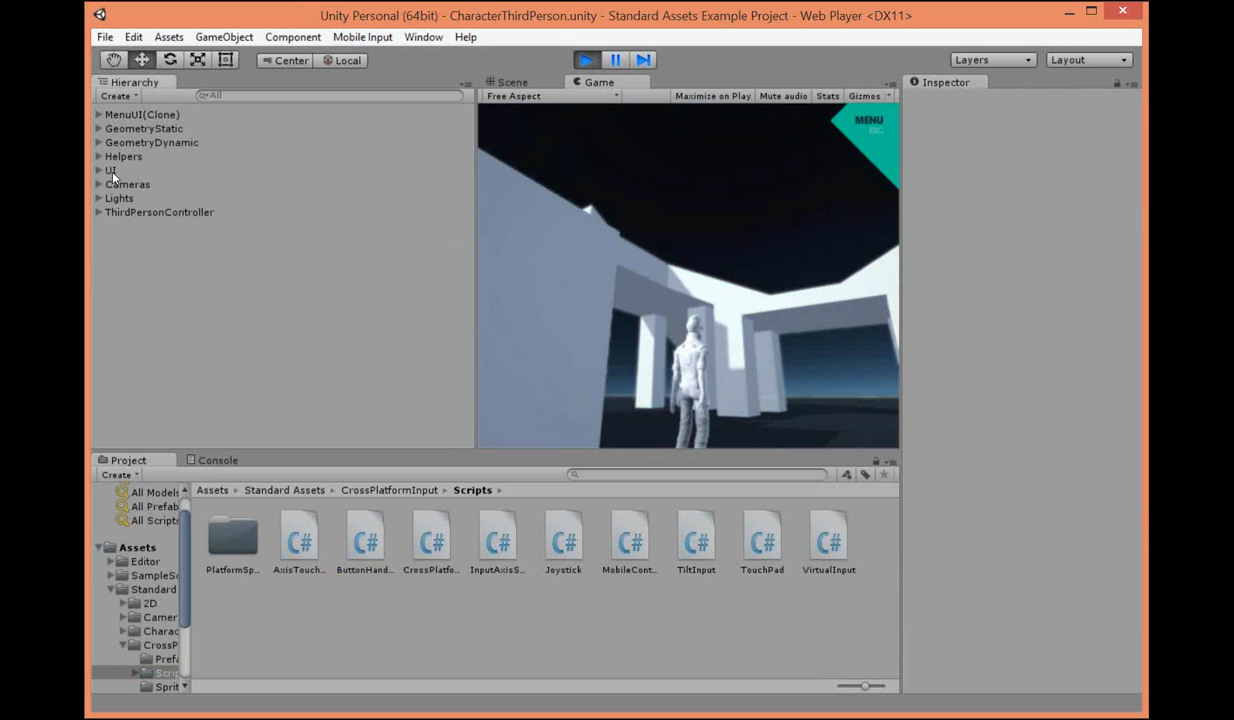 Unity Personal (64bit) - CharacterThirdPerson.unity - Standard Assets Example Project - Web Player <DX11>
File Edit Assets GameObject Component Mobile Input Window Help
Center Local Layers Layout
Hierarchy Scene Game Inspector
Create All Free Aspect Maximize on Play Mute audio Stats Gizmos
MenuUI(Clone)
GeometryStatic
GeometryDynamic
Helpers
UI
Cameras
Lights
ThirdPersonController
MENU
ESC
Project Console
Create
All Models
All Prefab
All Scripts
Assets
Editor
SampleSc
Standard
2D
Camer
Charac
CrossP
Prefa
Scrip
Sprit
Assets Standard Assets CrossPlatformInput Scripts
PlatformSp... AxisTouch... ButtonHand... CrossPlatfo... InputAxisS... Joystick MobileCont... TiltInput TouchPad VirtualInput